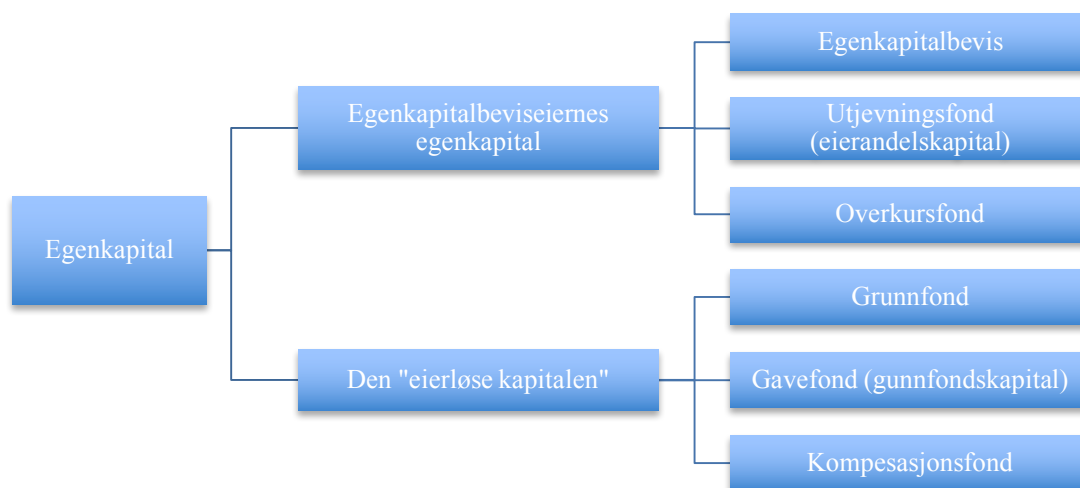 Egenkapital
Egenkapitalbeviseiernes
egenkapital
Egenkapitalbevis
Utjevningsfond
(eierandelskapital)
Overkursfond
Den "eierløse kapitalen"
Grunnfond
Gavefond (gunnfondskapital)
Kompesasjonsfond